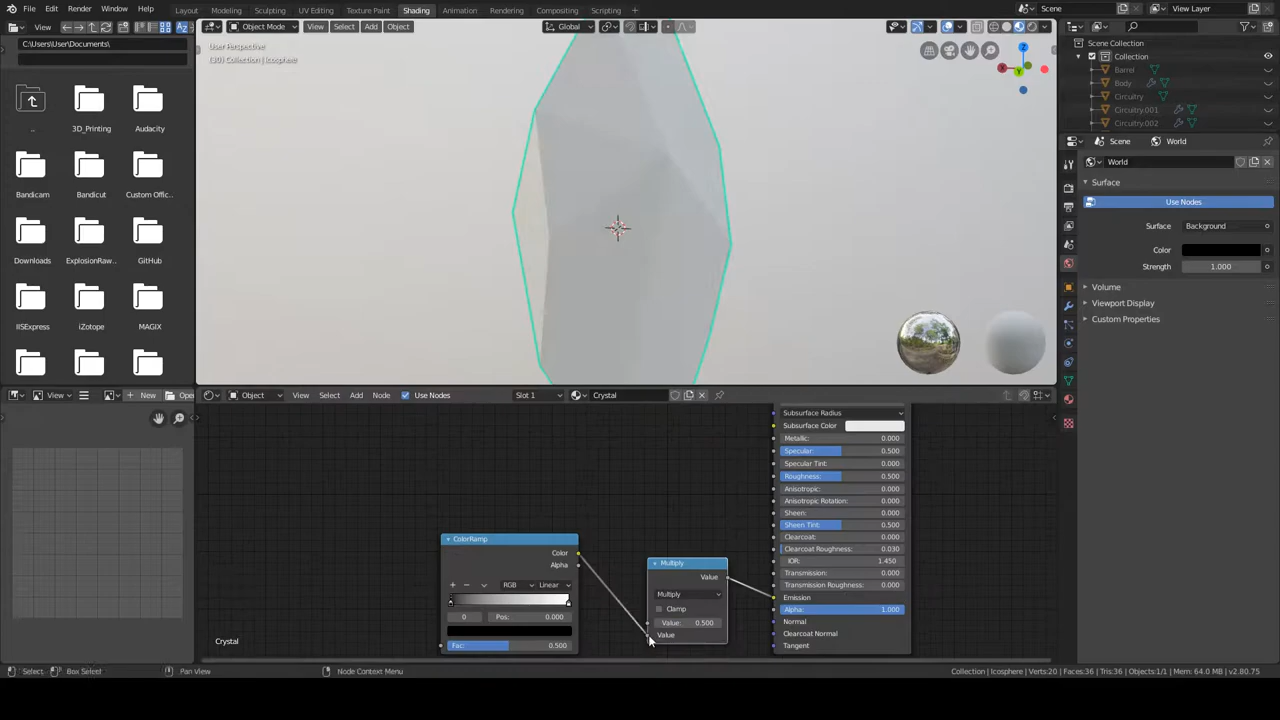 File Edit Render Window Help
Layout Modeling Sculpting UV Editing Texture Paint Shading Animation Rendering Compositing Scripting +
Scene
View Layer
C:\Users\User\Documents\
..
3D_Printing
Audacity
Bandicam
Bandicut
Custom Offic..
Downloads
ExplosionRaw..
GitHub
IISExpress
iZotope
MAGIX
Object Mode View Select Add Object
Global
User Perspective
(30) Collection | Icosphere
Z
Y
Scene Collection
Collection
Barrel
Body
Circuitry
Circuitry.001
Circuitry.002
Scene World
World
Surface
Use Nodes
Surface Background
Color
Strength 1.000
Volume
Viewport Display
Custom Properties
View New Open
Object View Select Add Node Use Nodes Slot 1 Crystal
ColorRamp
Color
Alpha
RGB Linear
0 Pos: 0.000
Fac: 0.500
Multiply
Value
Multiply
Clamp
Value: 0.500
Value
Subsurface Radius
Subsurface Color
Metallic: 0.000
Specular: 0.500
Specular Tint: 0.000
Roughness: 0.500
Anisotropic: 0.000
Anisotropic Rotation: 0.000
Sheen: 0.000
Sheen Tint: 0.500
Clearcoat: 0.000
Clearcoat Roughness: 0.030
IOR: 1.450
Transmission: 0.000
Transmission Roughness: 0.000
Emission
Alpha: 1.000
Normal
Clearcoat Normal
Tangent
Crystal
Select Box Select Pan View Node Context Menu
Collection | Icosphere | Verts:20 | Faces:36 | Tris:36 | Objects:1/1 | Mem: 64.0 MB | v2.80.75